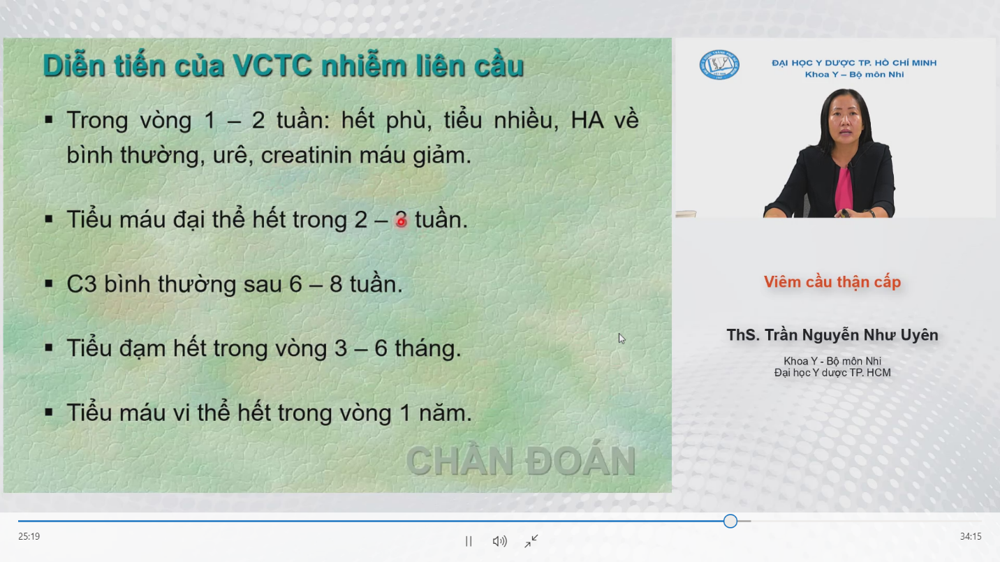 Diễn tiến của VCTC nhiễm liên cầu
▪ Trong vòng 1 – 2 tuần: hết phù, tiểu nhiều, HA về
bình thường, urê, creatinin máu giảm.
▪ Tiểu máu đại thể hết trong 2 – 3 tuần.
▪ C3 bình thường sau 6 – 8 tuần.
▪ Tiểu đạm hết trong vòng 3 – 6 tháng.
▪ Tiểu máu vi thể hết trong vòng 1 năm.
CHẦN ĐOÁN
ĐẠI HỌC Y DƯỢC TP. HỒ CHÍ MINH
Khoa Y – Bộ môn Nhi
Viêm cầu thận cấp
ThS. Trần Nguyễn Như Uyên
Khoa Y - Bộ môn Nhi
Đại học Y dược TP. HCM
25:19
34:15